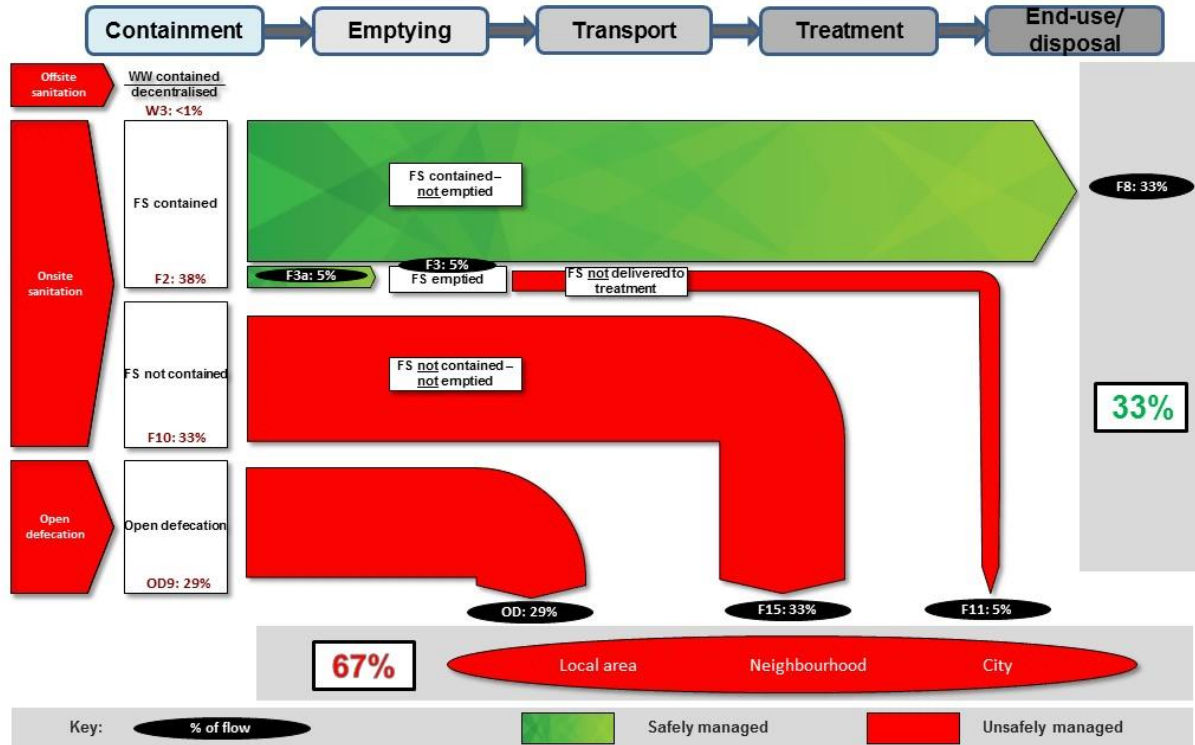 Containment
Emptying
Transport
Treatment
End-use/
disposal
Offsite
sanitation
WW contained
decentralised
W3: <1%
FS contained
F2: 38%
Onsite
sanitation
FS contained –
not emptied
F8: 33%
F3a: 5%
F3: 5%
FS emptied
FS not delivered to
treatment
FS not contained
F10: 33%
FS not contained –
not emptied
33%
Open
defecation
Open defecation
OD9: 29%
OD: 29%
F15: 33%
F11: 5%
67%
Local area
Neighbourhood
City
Key:
% of flow
Safely managed
Unsafely managed